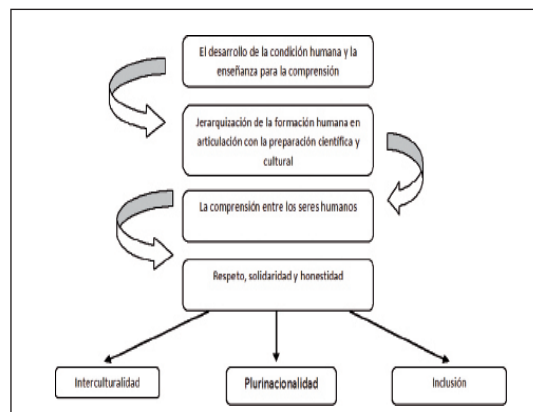 El desarrollo de la condición humana y la
enseñanza para la comprensión
Jerarquización de la formación humana en
articulación con la preparación científica y
cultural
La comprensión entre los seres humanos
Respeto, solidaridad y honestidad
Interculturalidad
Plurinacionalidad
Inclusión